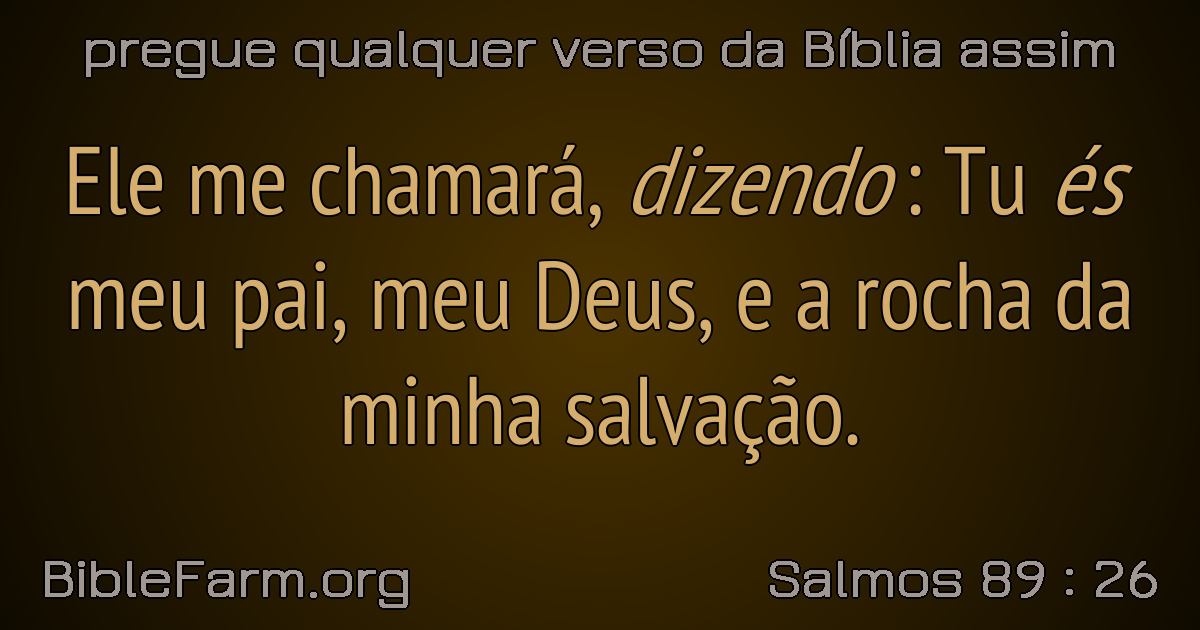 pregue qualquer verso da Bíblia assim
Ele me chamará, dizendo: Tu és
meu pai, meu Deus, e a rocha da
minha salvação.
BibleFarm.org
Salmos 89 : 26